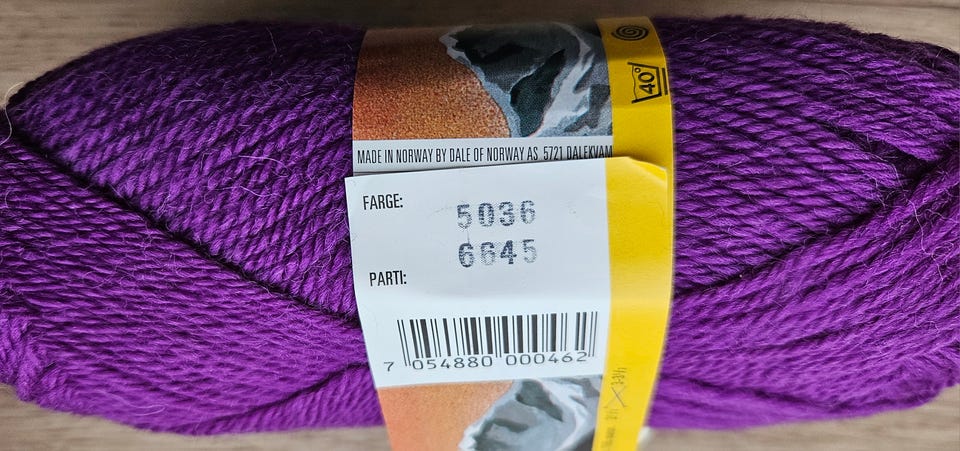 40°
MADE IN NORWAY BY DALE OF NORWAY AS 5721 DALEKVAM
FARGE:
5036
6645
PARTI:
7 054880 000462